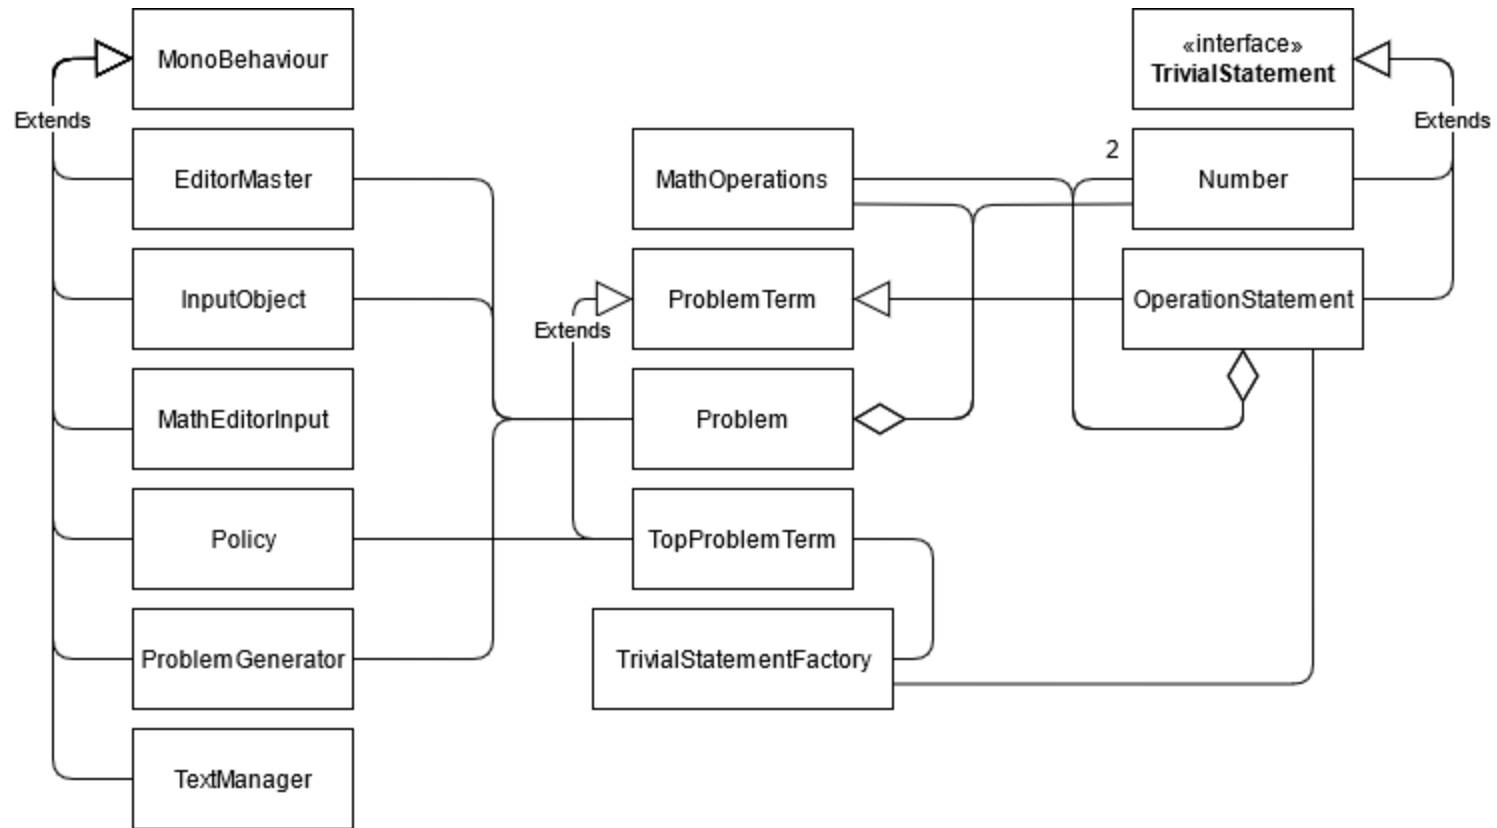 MonoBehaviour
«interface»
TrivialStatement
Extends
Extends
EditorMaster
MathOperations
2
Number
InputObject
ProblemTerm
OperationStatement
Extends
MathEditorInput
Problem
Policy
TopProblemTerm
ProblemGenerator
TrivialStatementFactory
TextManager